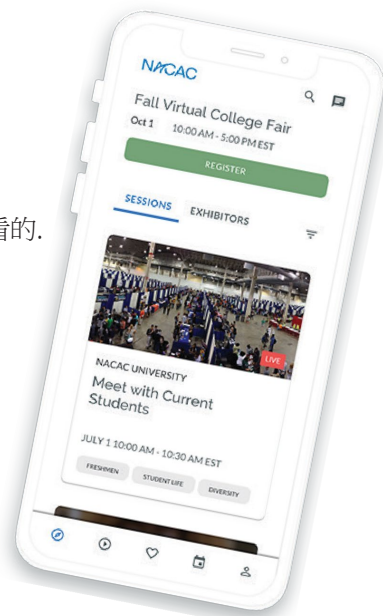 NACAC
Fall Virtual College Fair
Oct 1 10:00 AM - 5:00 PM EST
REGISTER
看的.
SESSIONS EXHIBITORS
LIVE
NACAC UNIVERSITY
Meet with Current
Students
JULY 1 10:00 AM - 10:30 AM EST
FRESHMEN STUDENT LIFE DIVERSITY